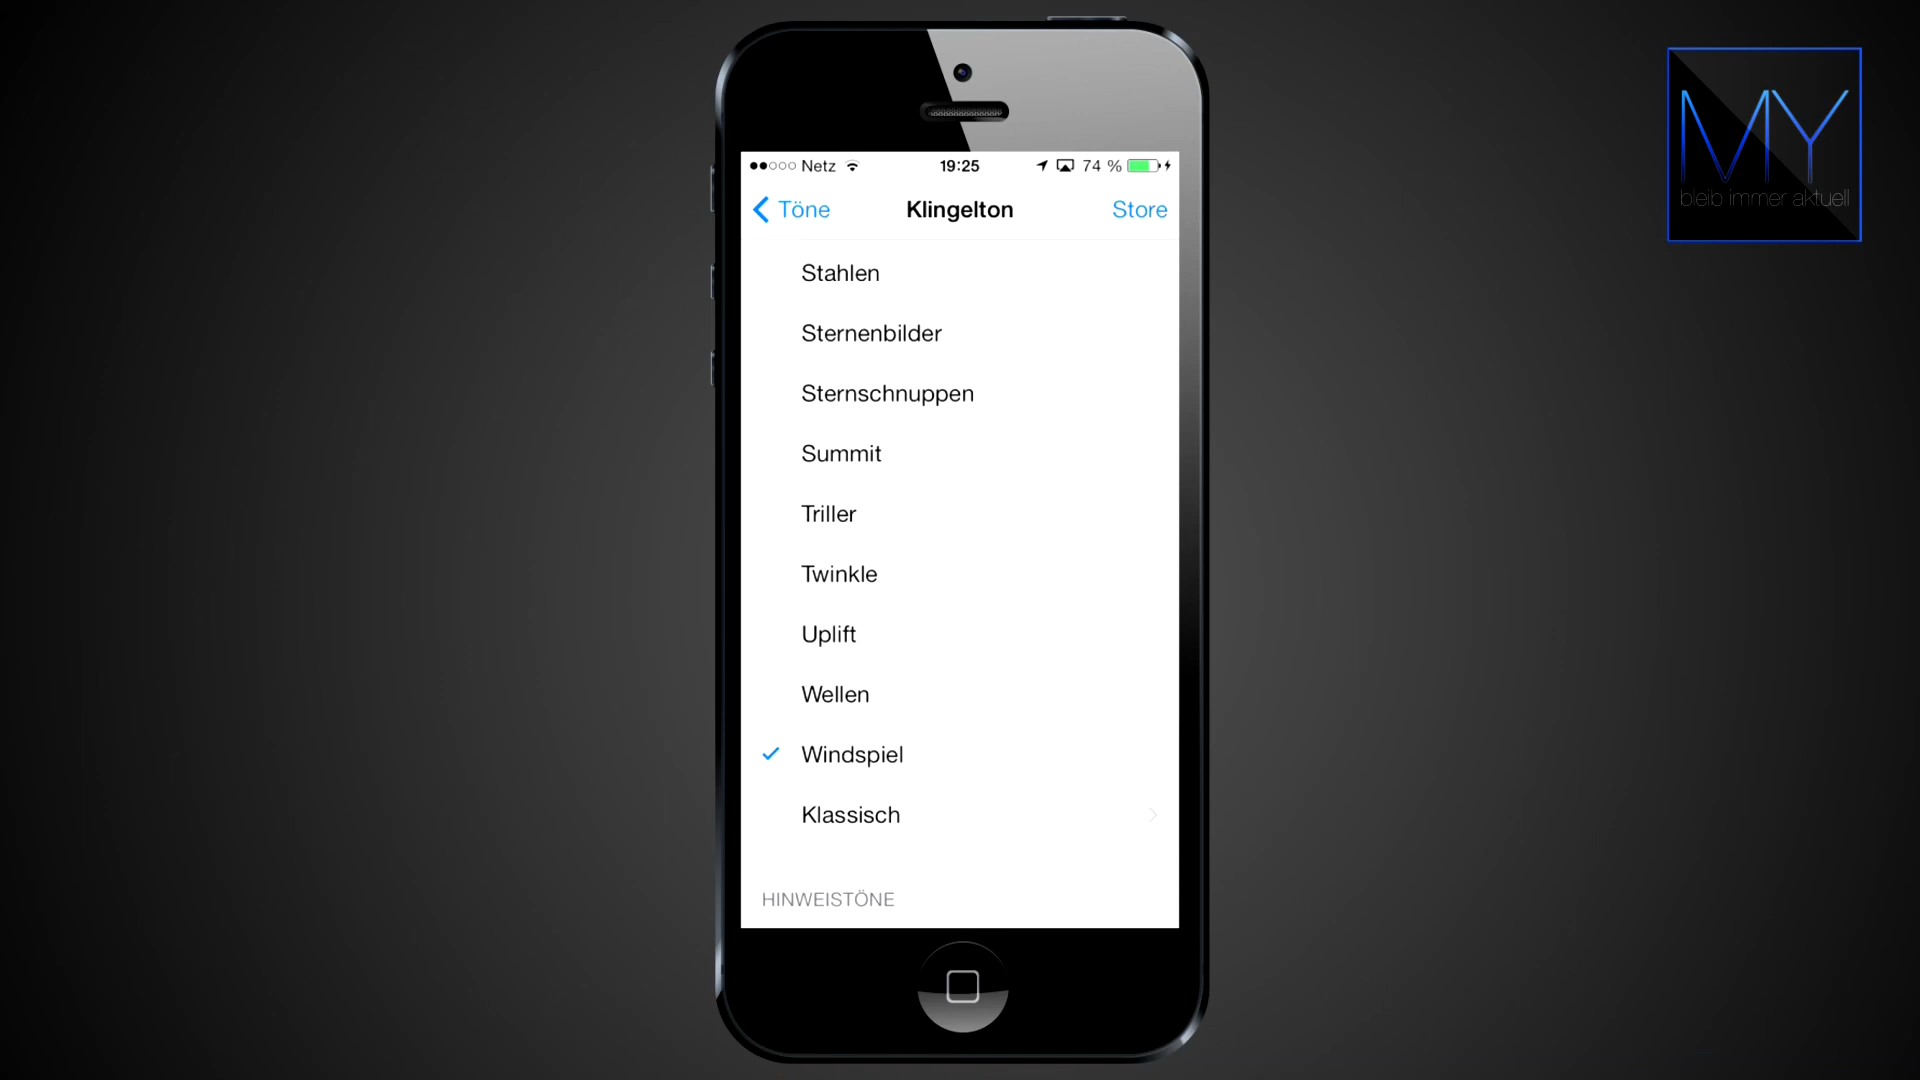 Netz 19:25 74 %
Töne Klingelton Store
Stahlen
Sternenbilder
Sternschnuppen
Summit
Triller
Twinkle
Uplift
Wellen
Windspiel
Klassisch
HINWEISTÖNE
MY
bleib immer aktuell